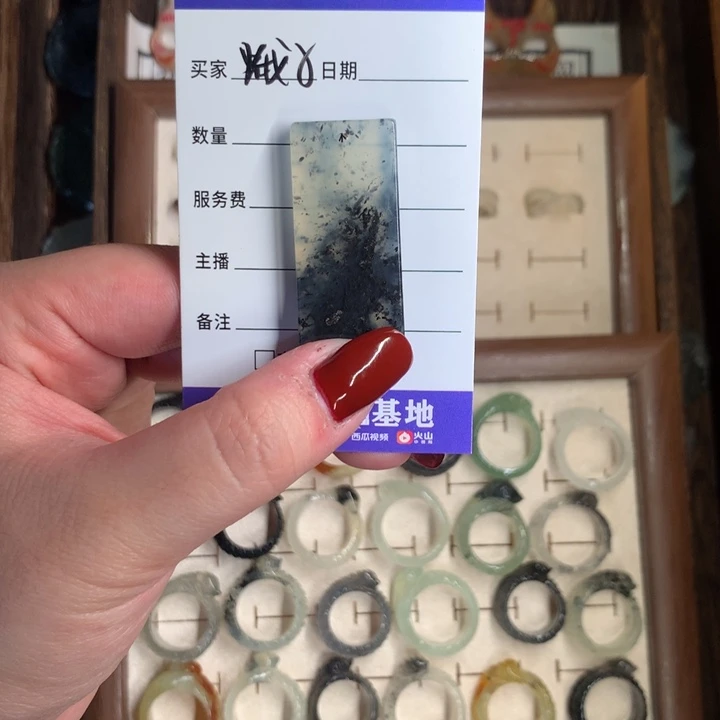 买家 日期
数量
服务费
主播
备注
基地
西瓜视频 火山